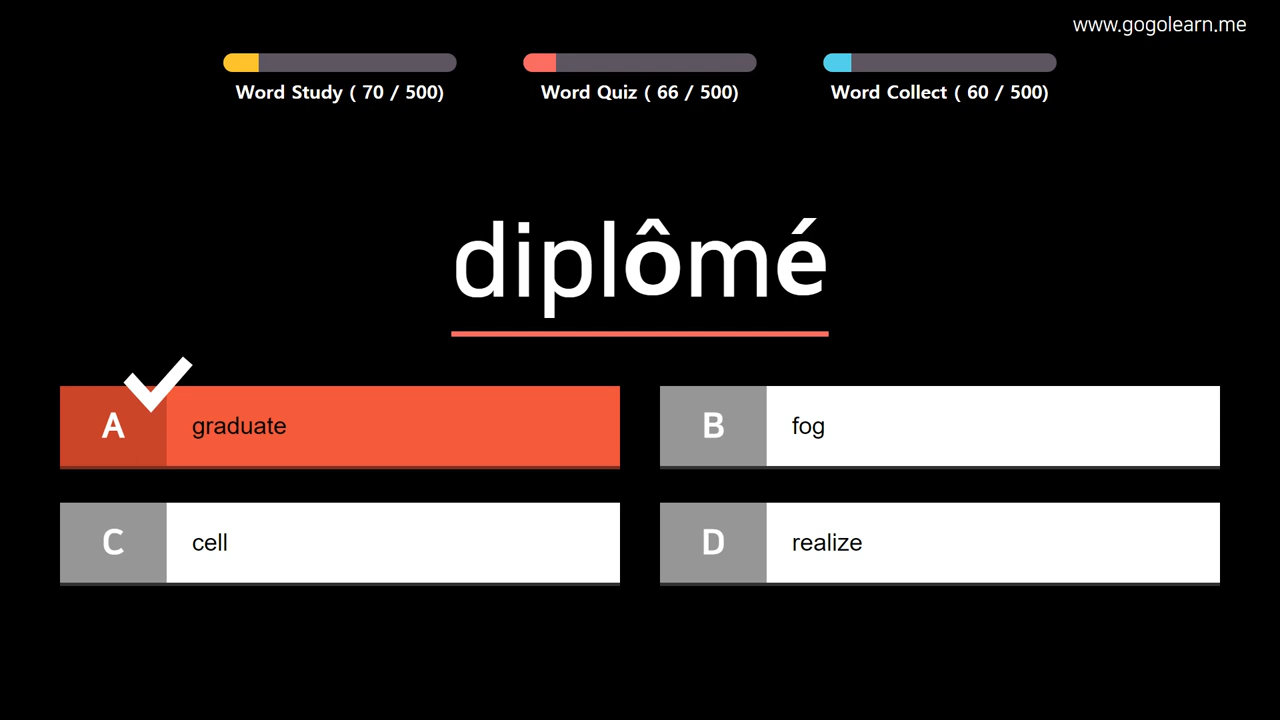 www.gogolearn.me
Word Study ( 70 / 500)
Word Quiz ( 66 / 500)
Word Collect ( 60 / 500)
diplômé
A graduate
B fog
C cell
D realize